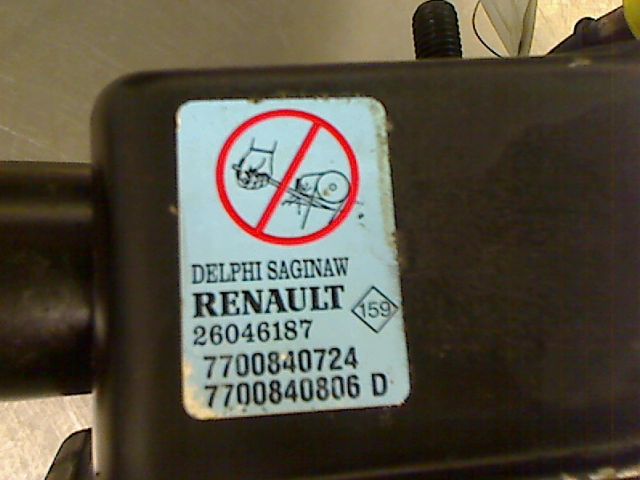 DELPHI SAGINAW
RENAULT
159
26046187
7700840724
7700840806 D